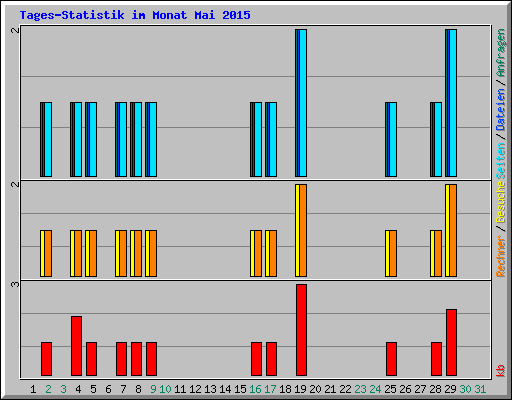 Tages-Statistik im Monat Mai 2015
2
2
3
Rechner / Besuche Seiten / Dateien / Anfragen
kb
1 2 3 4 5 6 7 8 9 10 11 12 13 14 15 16 17 18 19 20 21 22 23 24 25 26 27 28 29 30 31